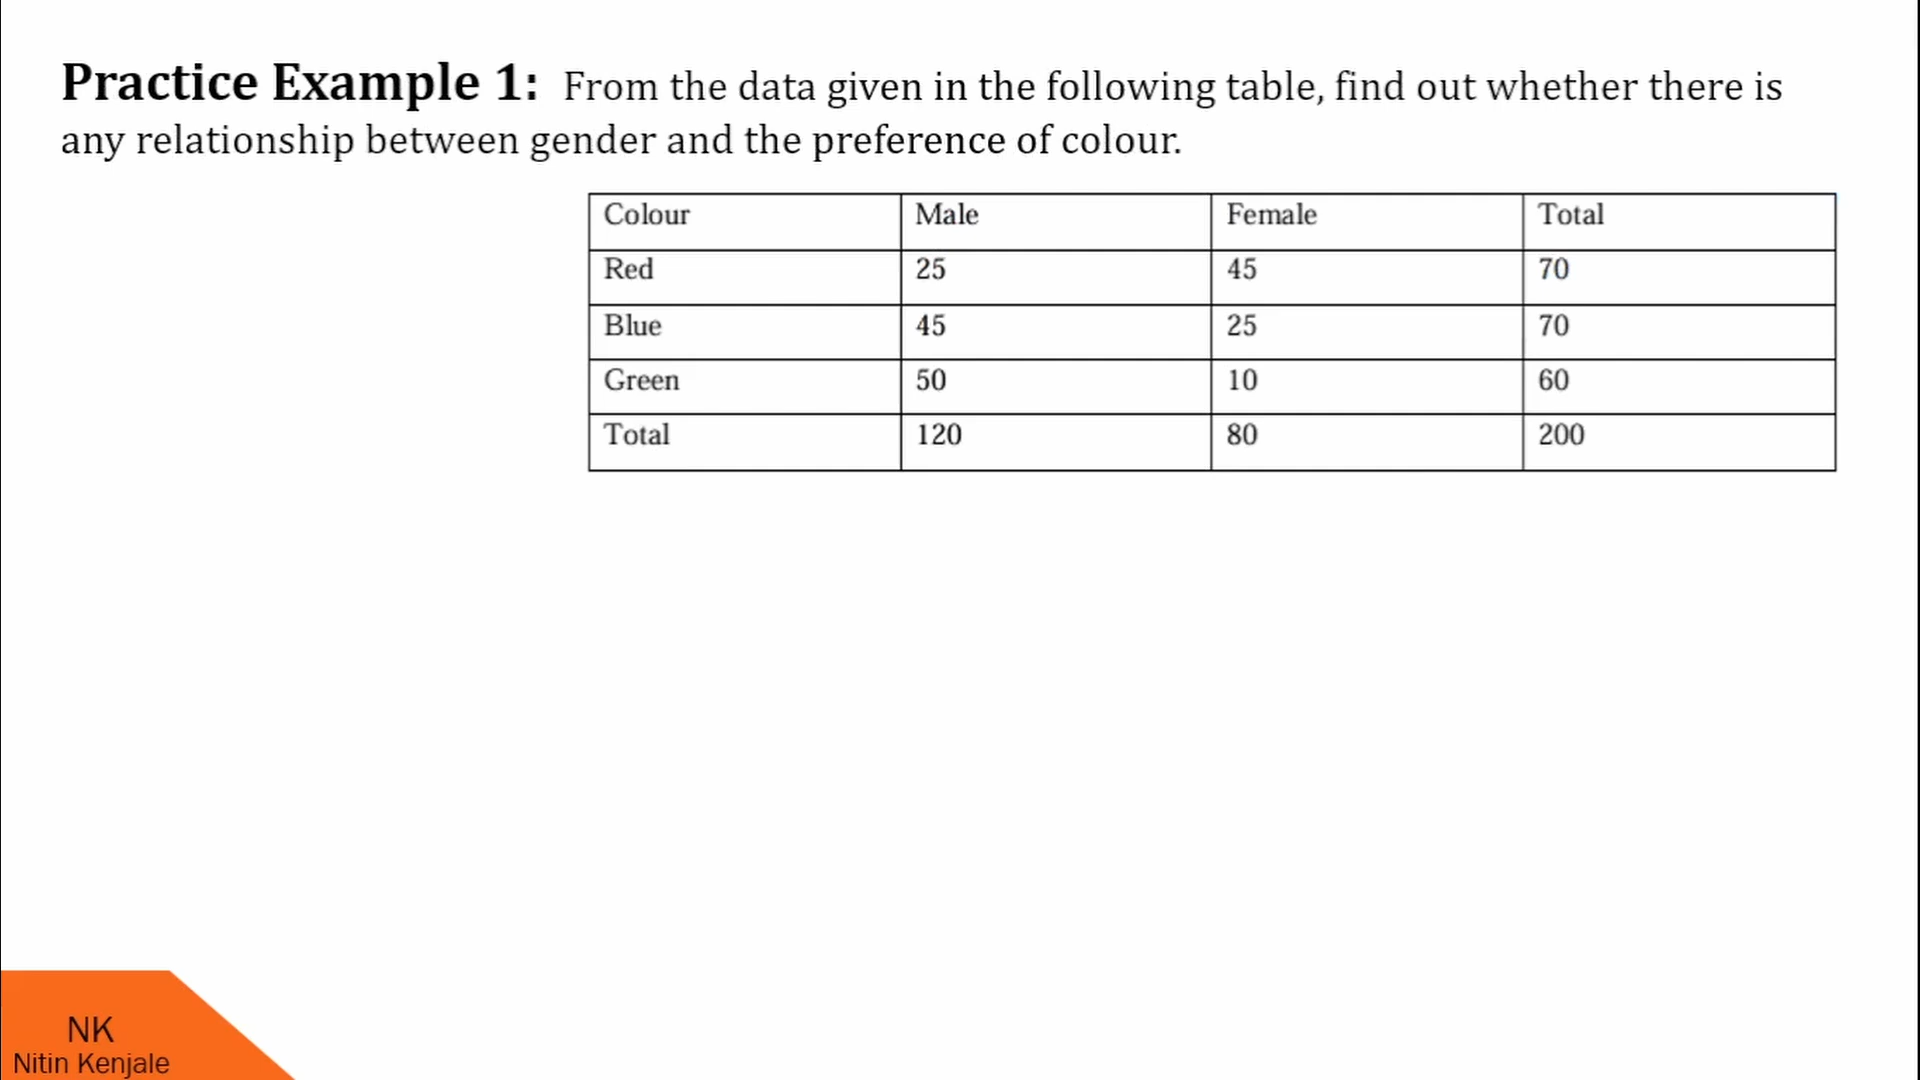 Practice Example 1: From the data given in the following table, find out whether there is
any relationship between gender and the preference of colour.
Colour Male Female Total
Red 25 45 70
Blue 45 25 70
Green 50 10 60
Total 120 80 200
NK
Nitin Kenjale